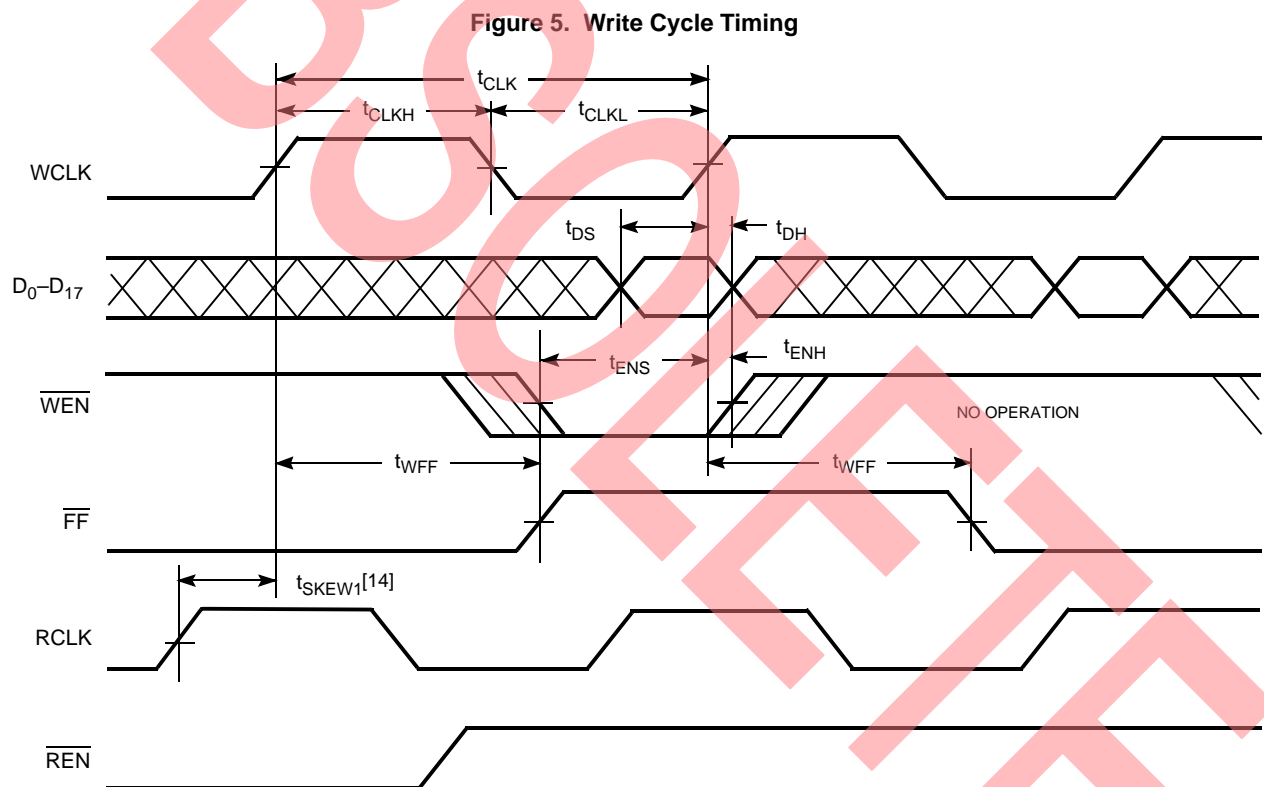 Figure 5. Write Cycle Timing
tCLK
tCLKH
tCLKL
WCLK
tDS
tDH
D0–D17
tENS
tENH
WEN
NO OPERATION
tWFF
tWFF
FF
tSKEW1[14]
RCLK
REN
OBSOLETE